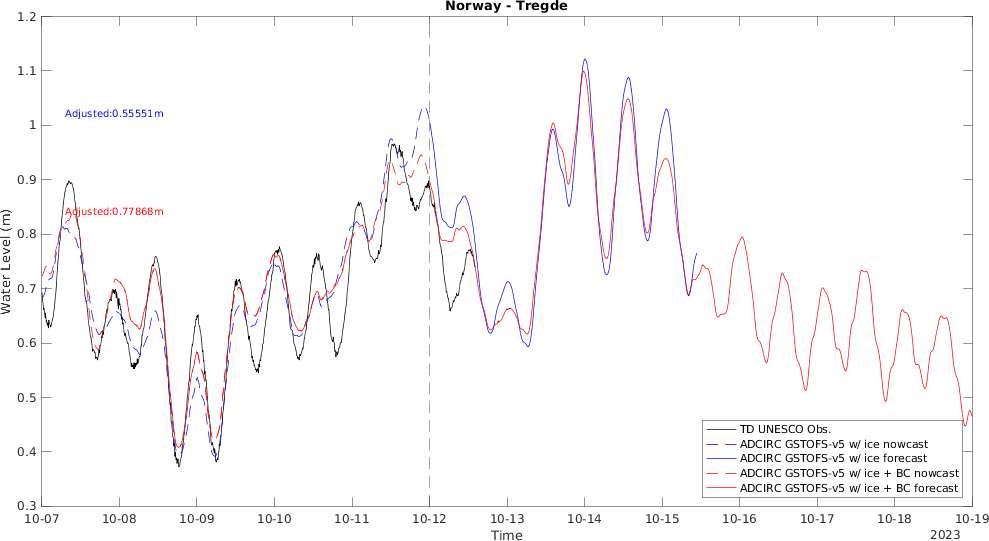 Norway - Tregde
1.2
1.1
1
0.9
0.8
0.7
0.6
0.5
0.4
0.3
Water Level (m)
Adjusted:0.55551m
Adjusted:0.77868m
TD UNESCO Obs.
ADCIRC GSTOFS-v5 w/ ice nowcast
ADCIRC GSTOFS-v5 w/ ice forecast
ADCIRC GSTOFS-v5 w/ ice + BC nowcast
ADCIRC GSTOFS-v5 w/ ice + BC forecast
10-07 10-08 10-09 10-10 10-11 10-12 10-13 10-14 10-15 10-16 10-17 10-18 10-19
Time
2023